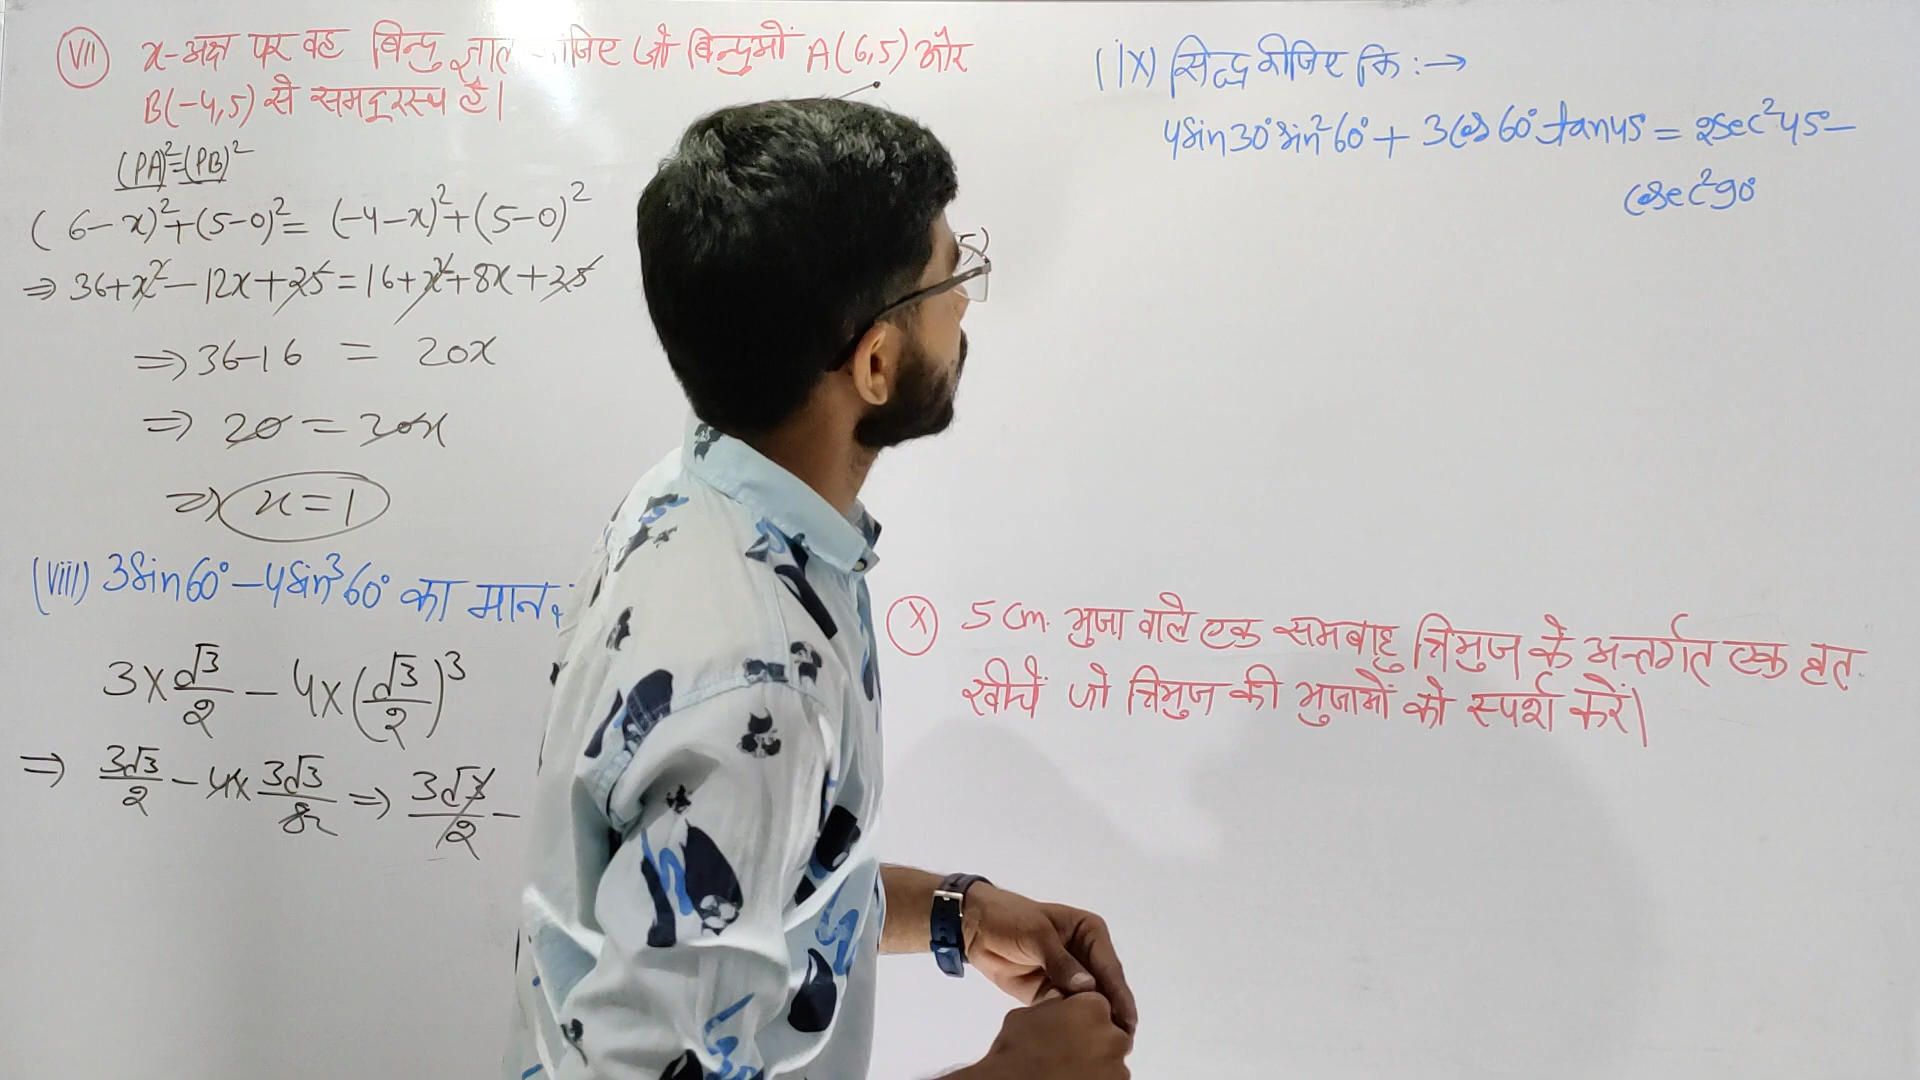 (VII) x-अक्ष पर वह बिन्दु ज्ञात जिए जो बिन्दुओं A(6,5) और
B(-4,5) से समदूरस्थ है।
(PA)²=(PB)²
(6-x)²+(5-0)²= (-4-x)²+(5-0)²
⇒ 36+x²-12x+25=16+x²+8x+25
⇒36-16 = 20x
⇒ 20=20x
⇒ x=1
(VIII) 3Sin60°-4Sin³60° का मान
3×√3/2 - 4×(√3/2)³
⇒ 3√3/2 - 4×3√3/8 ⇒ 3√3/2 -
5)
(IX) सिद्ध कीजिए कि :→
4Sin30°Sin²60°+ 3Cos60° tan45 = 2Sec²45°-
Cosec²90°
(X) 5 Cm. भुजा वाले एक समबाहु त्रिभुज के अन्तर्गत एक वृत
खीचें जो त्रिभुज की भुजाओं को स्पर्श करें।